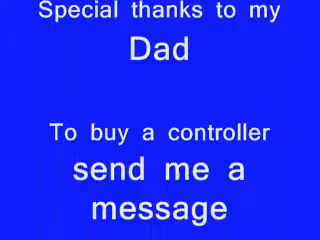 Special thanks to my
Dad
To buy a controller
send me a
message